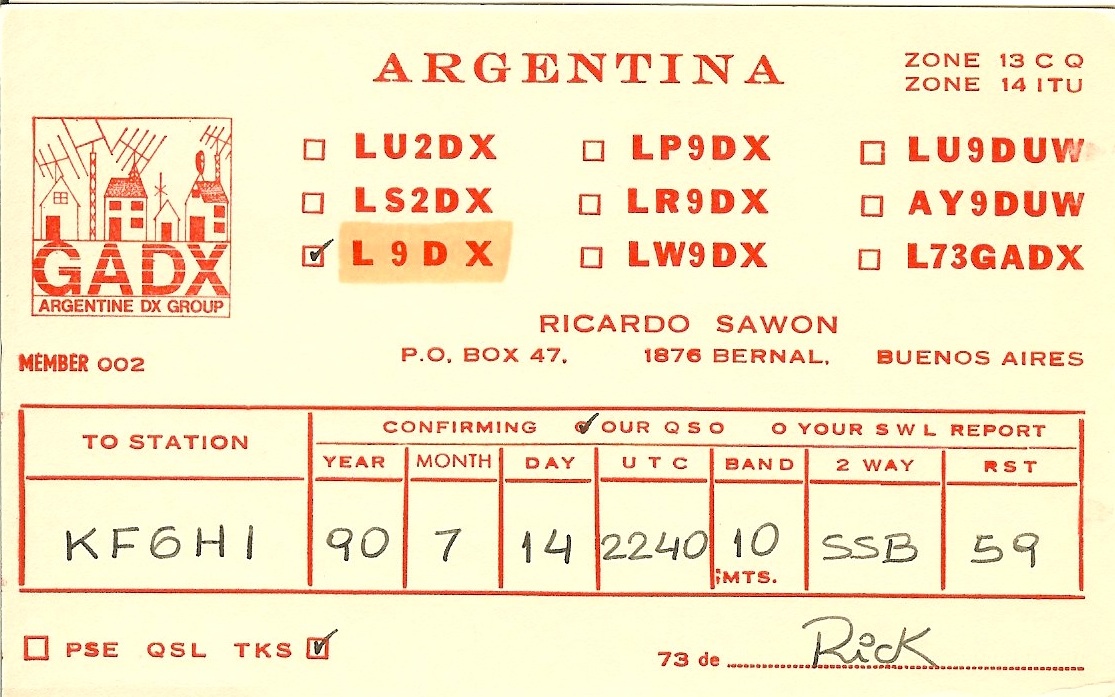 ARGENTINA
ZONE 13 CQ
ZONE 14 ITU
LU2DX LP9DX LU9DUW
LS2DX LR9DX AY9DUW
L9DX LW9DX L73GADX
GADX
ARGENTINE DX GROUP
RICARDO SAWON
MEMBER 002
P.O. BOX 47. 1876 BERNAL. BUENOS AIRES
TO STATION
CONFIRMING OUR QSO O YOUR SWL REPORT
YEAR MONTH DAY UTC BAND 2 WAY RST
KF6HI 90 7 14 2240 10 SSB 59
MTS.
PSE QSL TKS
73 de Rick